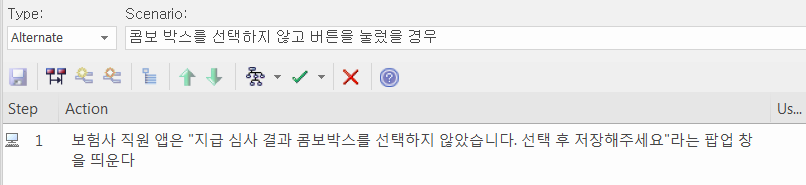 Type: Scenario:
Alternate 콤보 박스를 선택하지 않고 버튼을 눌렀을 경우
Step Action Us...
1 보험사 직원 앱은 "지급 심사 결과 콤보박스를 선택하지 않았습니다. 선택 후 저장해주세요"라는 팝업 창
을 띄운다